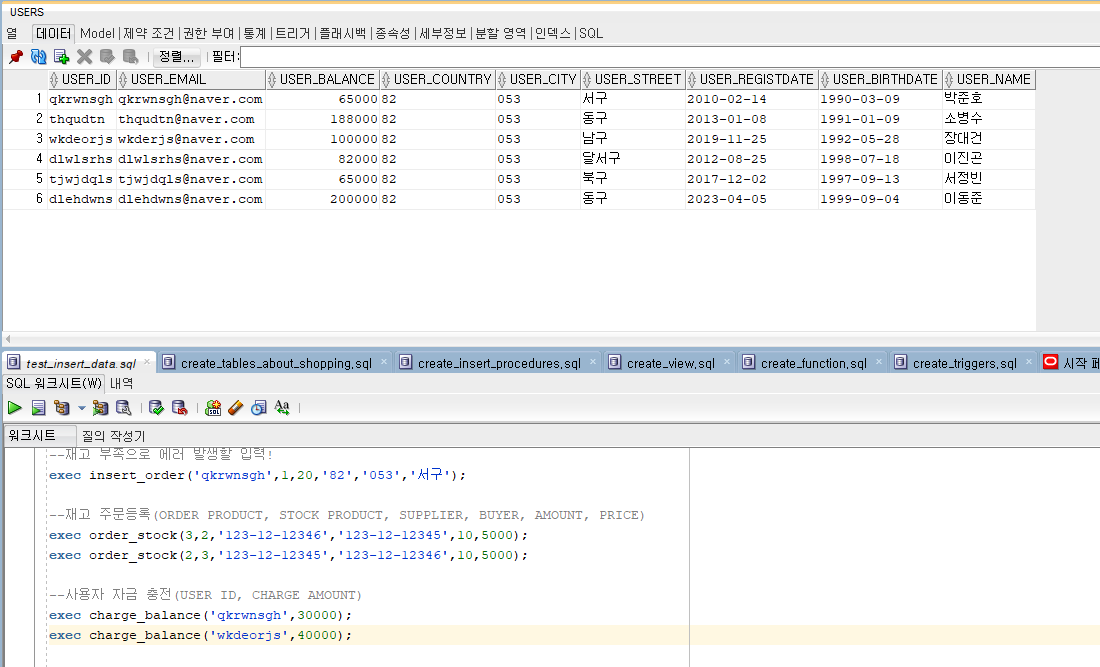 USERS
열 데이터 Model 제약 조건 권한 부여 통계 트리거 플래시백 종속성 세부정보 분할 영역 인덱스 SQL
정렬... 필터:
USER_ID USER_EMAIL USER_BALANCE USER_COUNTRY USER_CITY USER_STREET USER_REGISTDATE USER_BIRTHDATE USER_NAME
1 qkrwnsgh qkrwnsgh@naver.com 65000 82 053 서구 2010-02-14 1990-03-09 박준호
2 thqudtn thqudtn@naver.com 188000 82 053 동구 2013-01-08 1991-01-09 소병수
3 wkdeorjs wkderjs@naver.com 100000 82 053 남구 2019-11-25 1992-05-28 장대건
4 dlwlsrhs dlwlsrhs@naver.com 82000 82 053 달서구 2012-08-25 1998-07-18 이진곤
5 tjwjdqls tjwjdqls@naver.com 65000 82 053 북구 2017-12-02 1997-09-13 서정빈
6 dlehdwns dlehdwns@naver.com 200000 82 053 동구 2023-04-05 1999-09-04 이동준
test_insert_data.sql create_tables_about_shopping.sql create_insert_procedures.sql create_view.sql create_function.sql create_triggers.sql 시작 페
SQL 워크시트(W) 내역
워크시트 질의 작성기
--재고 부족으로 에러 발생할 입력!
exec insert_order('qkrwnsgh',1,20,'82','053','서구');
--재고 주문등록(ORDER PRODUCT, STOCK PRODUCT, SUPPLIER, BUYER, AMOUNT, PRICE)
exec order_stock(3,2,'123-12-12346','123-12-12345',10,5000);
exec order_stock(2,3,'123-12-12345','123-12-12346',10,5000);
--사용자 자금 충전(USER ID, CHARGE AMOUNT)
exec charge_balance('qkrwnsgh',30000);
exec charge_balance('wkdeorjs',40000);